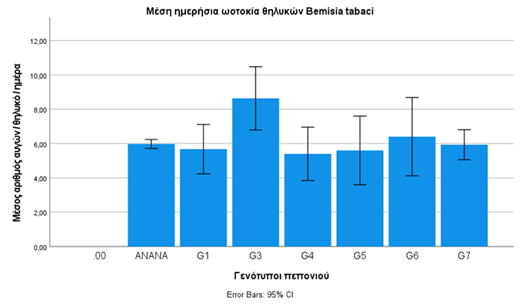 Μέση ημερήσια ωοτοκία θηλυκών Bemisia tabaci
Μέσος αριθμός αυγών/θηλυκό/ημέρα
12,00
10,00
8,00
6,00
4,00
2,00
0,00
.00 ANANA G1 G3 G4 G5 G6 G7
Γενότυποι πεπονιού
Error Bars: 95% CI